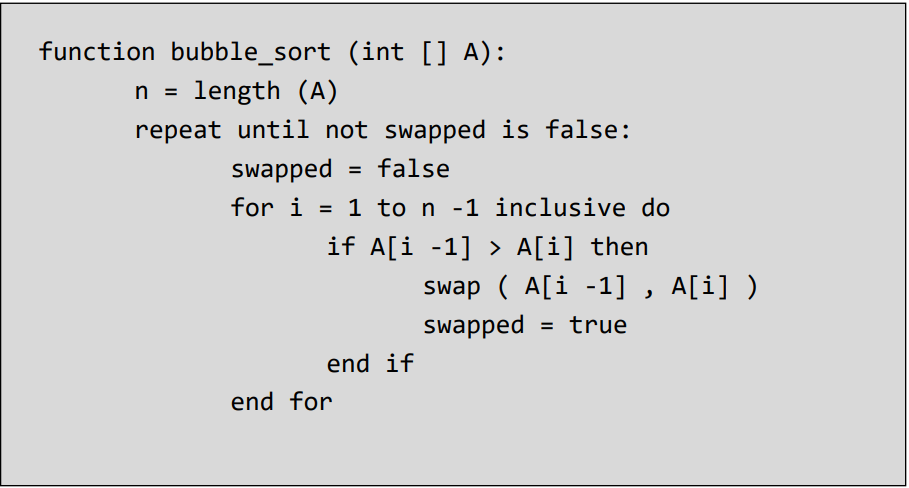 function bubble_sort (int [] A):
n = length (A)
repeat until not swapped is false:
swapped = false
for i = 1 to n -1 inclusive do
if A[i -1] > A[i] then
swap ( A[i -1] , A[i] )
swapped = true
end if
end for